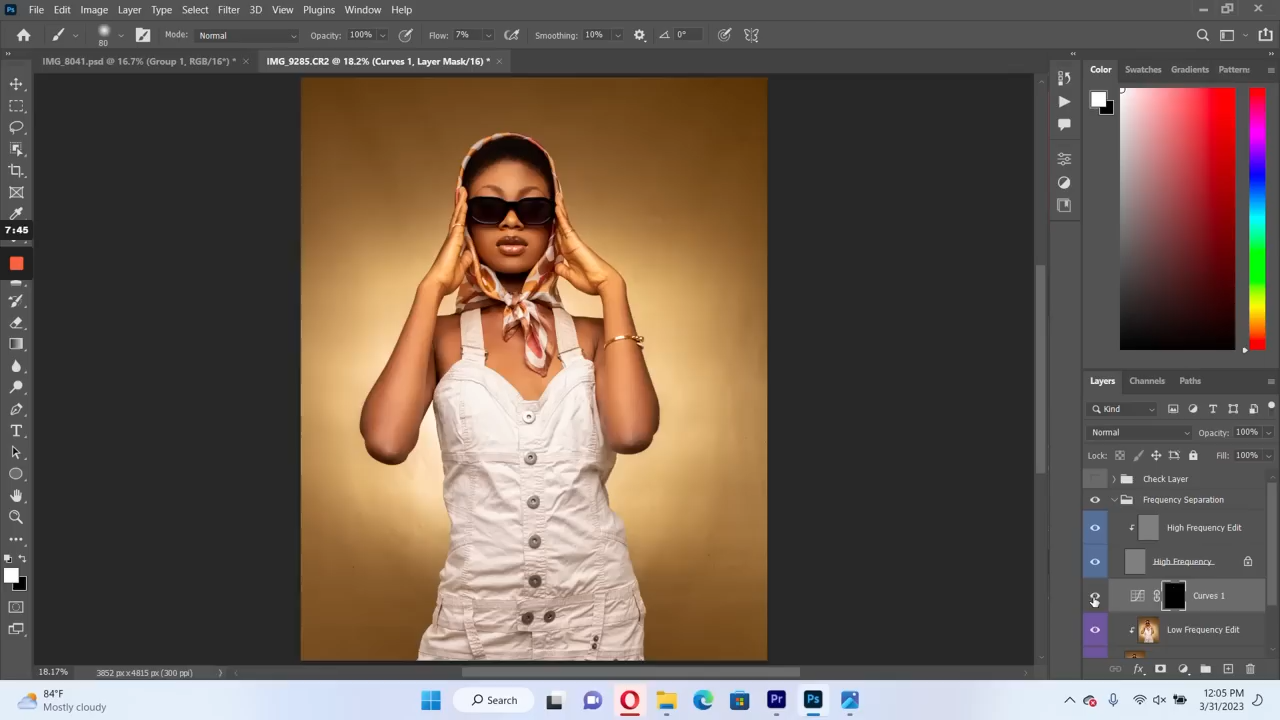 Ps File Edit Image Layer Type Select Filter 3D View Plugins Window Help
80 Mode: Normal Opacity: 100% Flow: 7% Smoothing: 10% 0°
IMG_8041.psd @ 16.7% (Group 1, RGB/16*) * × IMG_9285.CR2 @ 18.2% (Curves 1, Layer Mask/16) * ×
Color Swatches Gradients Patterns
7:45
Layers Channels Paths
Kind
Normal Opacity: 100%
Lock: Fill: 100%
Check Layer
Frequency Separation
High Frequency Edit
High Frequency
Curves 1
Low Frequency Edit
18.17% 3852 px x 4815 px (300 ppi)
84°F
Mostly cloudy
Search
Pr
Ps
12:05 PM
3/31/2023